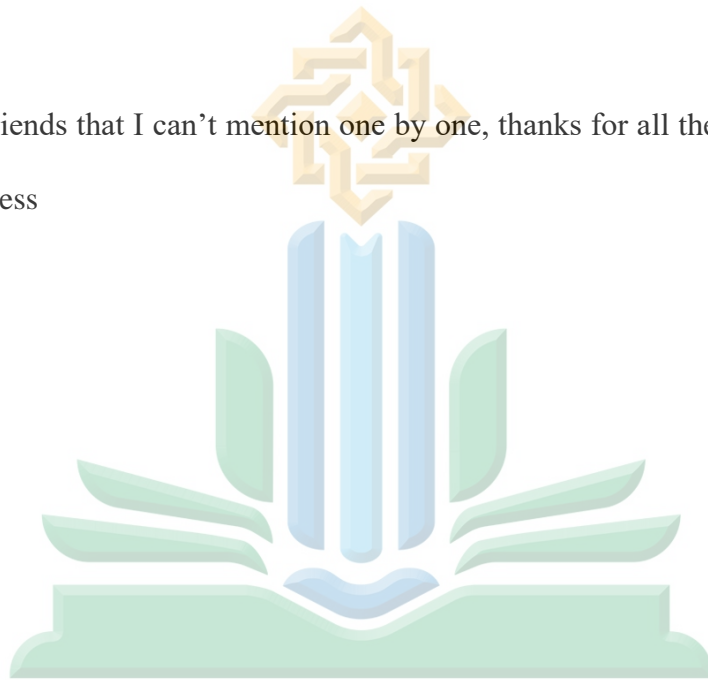 iends that I can’t mention one by one, thanks for all the
ess